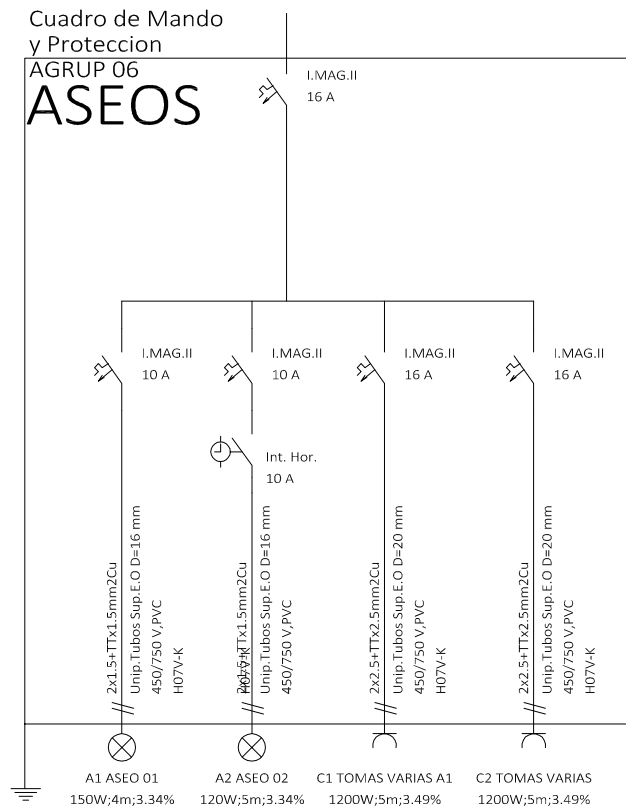 Cuadro de Mando
y Proteccion
AGRUP 06
ASEOS
I.MAG.II
16 A
I.MAG.II
10 A
I.MAG.II
10 A
I.MAG.II
16 A
I.MAG.II
16 A
Int. Hor.
10 A
2x1.5+TTx1.5mm2Cu
Unip.Tubos Sup.E.O D=16 mm
450/750 V,PVC
H07V-K
2x1.5+TTx1.5mm2Cu
H07V-K
Unip.Tubos Sup.E.O D=16 mm
450/750 V,PVC
2x2.5+TTx2.5mm2Cu
Unip.Tubos Sup.E.O D=20 mm
450/750 V,PVC
H07V-K
2x2.5+TTx2.5mm2Cu
Unip.Tubos Sup.E.O D=20 mm
450/750 V,PVC
H07V-K
A1 ASEO 01
150W;4m;3.34%
A2 ASEO 02
120W;5m;3.34%
C1 TOMAS VARIAS A1
1200W;5m;3.49%
C2 TOMAS VARIAS
1200W;5m;3.49%